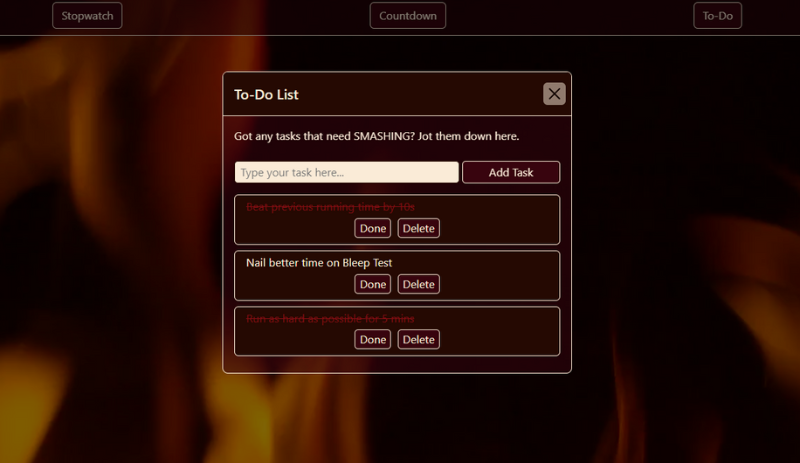 Stopwatch
Countdown
To-Do
To-Do List
Got any tasks that need SMASHING? Jot them down here.
Type your task here...
Add Task
Beat previous running time by 10s
Done
Delete
Nail better time on Bleep Test
Done
Delete
Run as hard as possible for 5 mins
Done
Delete